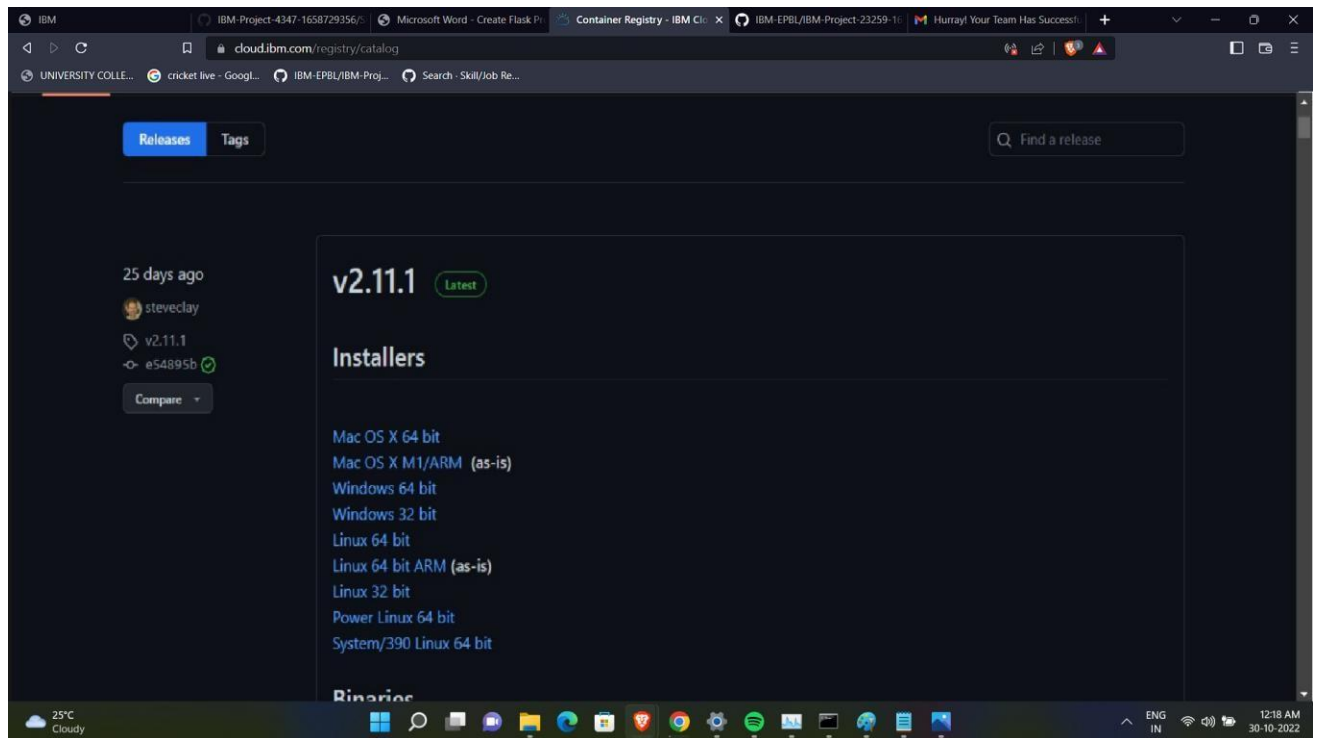 IBM
IBM-Project-4347-1658729356/S
Microsoft Word - Create Flask Pr
Container Registry - IBM Clo
IBM-EPBL/IBM-Project-23259-16
Hurray! Your Team Has Successfu
cloud.ibm.com/registry/catalog
UNIVERSITY COLLE...
cricket live - Googl...
IBM-EPBL/IBM-Proj...
Search · Skill/Job Re...
Releases
Tags
Find a release
25 days ago
steveclay
v2.11.1
e54895b
Compare
v2.11.1
Latest
Installers
Mac OS X 64 bit
Mac OS X M1/ARM (as-is)
Windows 64 bit
Windows 32 bit
Linux 64 bit
Linux 64 bit ARM (as-is)
Linux 32 bit
Power Linux 64 bit
System/390 Linux 64 bit
Binaries
25°C
Cloudy
ENG
IN
12:18 AM
30-10-2022